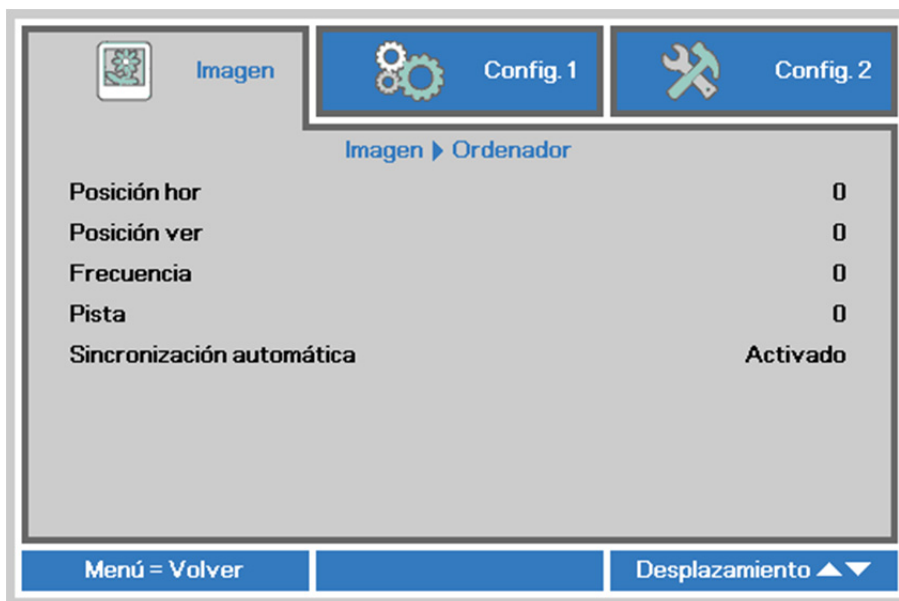 Imagen
Config. 1
Config. 2
Imagen ▶ Ordenador
Posición hor 0
Posición ver 0
Frecuencia 0
Pista 0
Sincronización automática Activado
Menú = Volver
Desplazamiento ▲▼